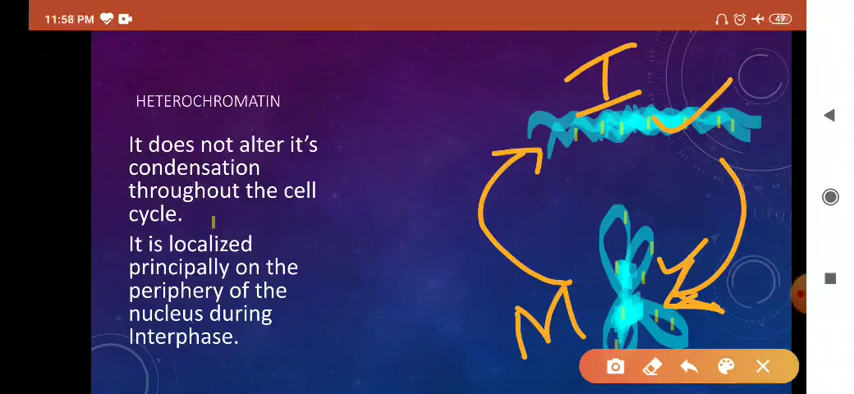 11:58 PM
49
I
HETEROCHROMATIN
It does not alter it's
condensation
throughout the cell
cycle.
It is localized
principally on the
periphery of the
nucleus during
Interphase.
M